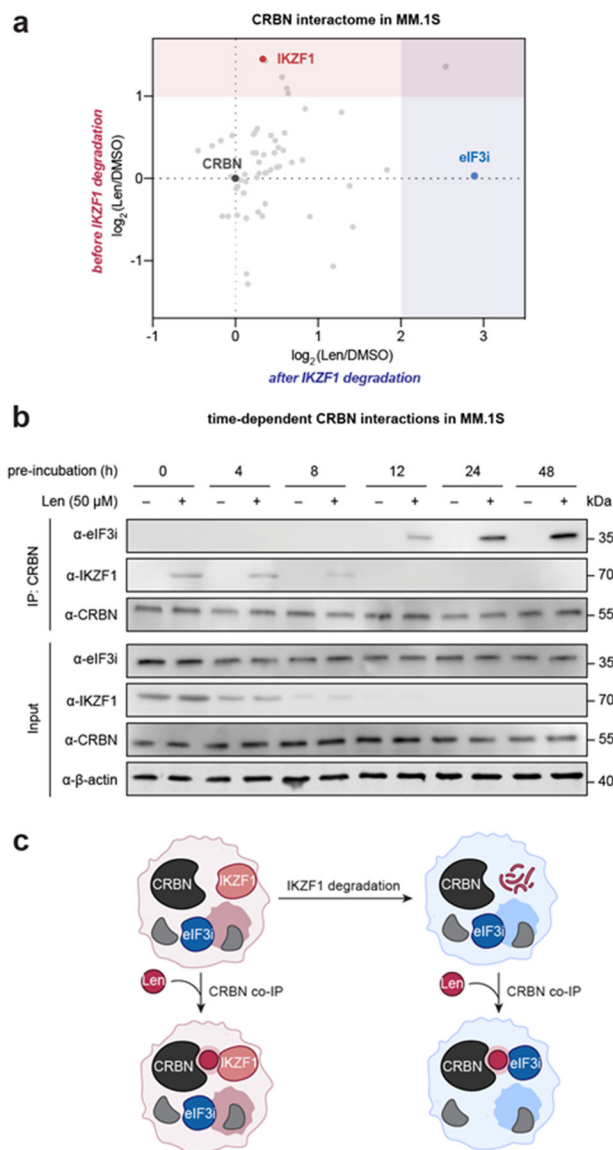 a
CRBN interactome in MM.1S
IKZF1
CRBN
eIF3i
1
0
-1
-1 0 1 2 3
before IKZF1 degradation
log2(Len/DMSO)
log2(Len/DMSO)
after IKZF1 degradation
b
time-dependent CRBN interactions in MM.1S
pre-incubation (h) 0 4 8 12 24 48
Len (50 μM) – + – + – + – + – + – + kDa
IP: CRBN
α-eIF3i 35
α-IKZF1 70
α-CRBN 55
Input
α-eIF3i 35
α-IKZF1 70
α-CRBN 55
α-β-actin 40
c
CRBN IKZF1 IKZF1 degradation CRBN
eIF3i eIF3i
Len CRBN co-IP Len CRBN co-IP
CRBN IKZF1 CRBN eIF3i
eIF3i